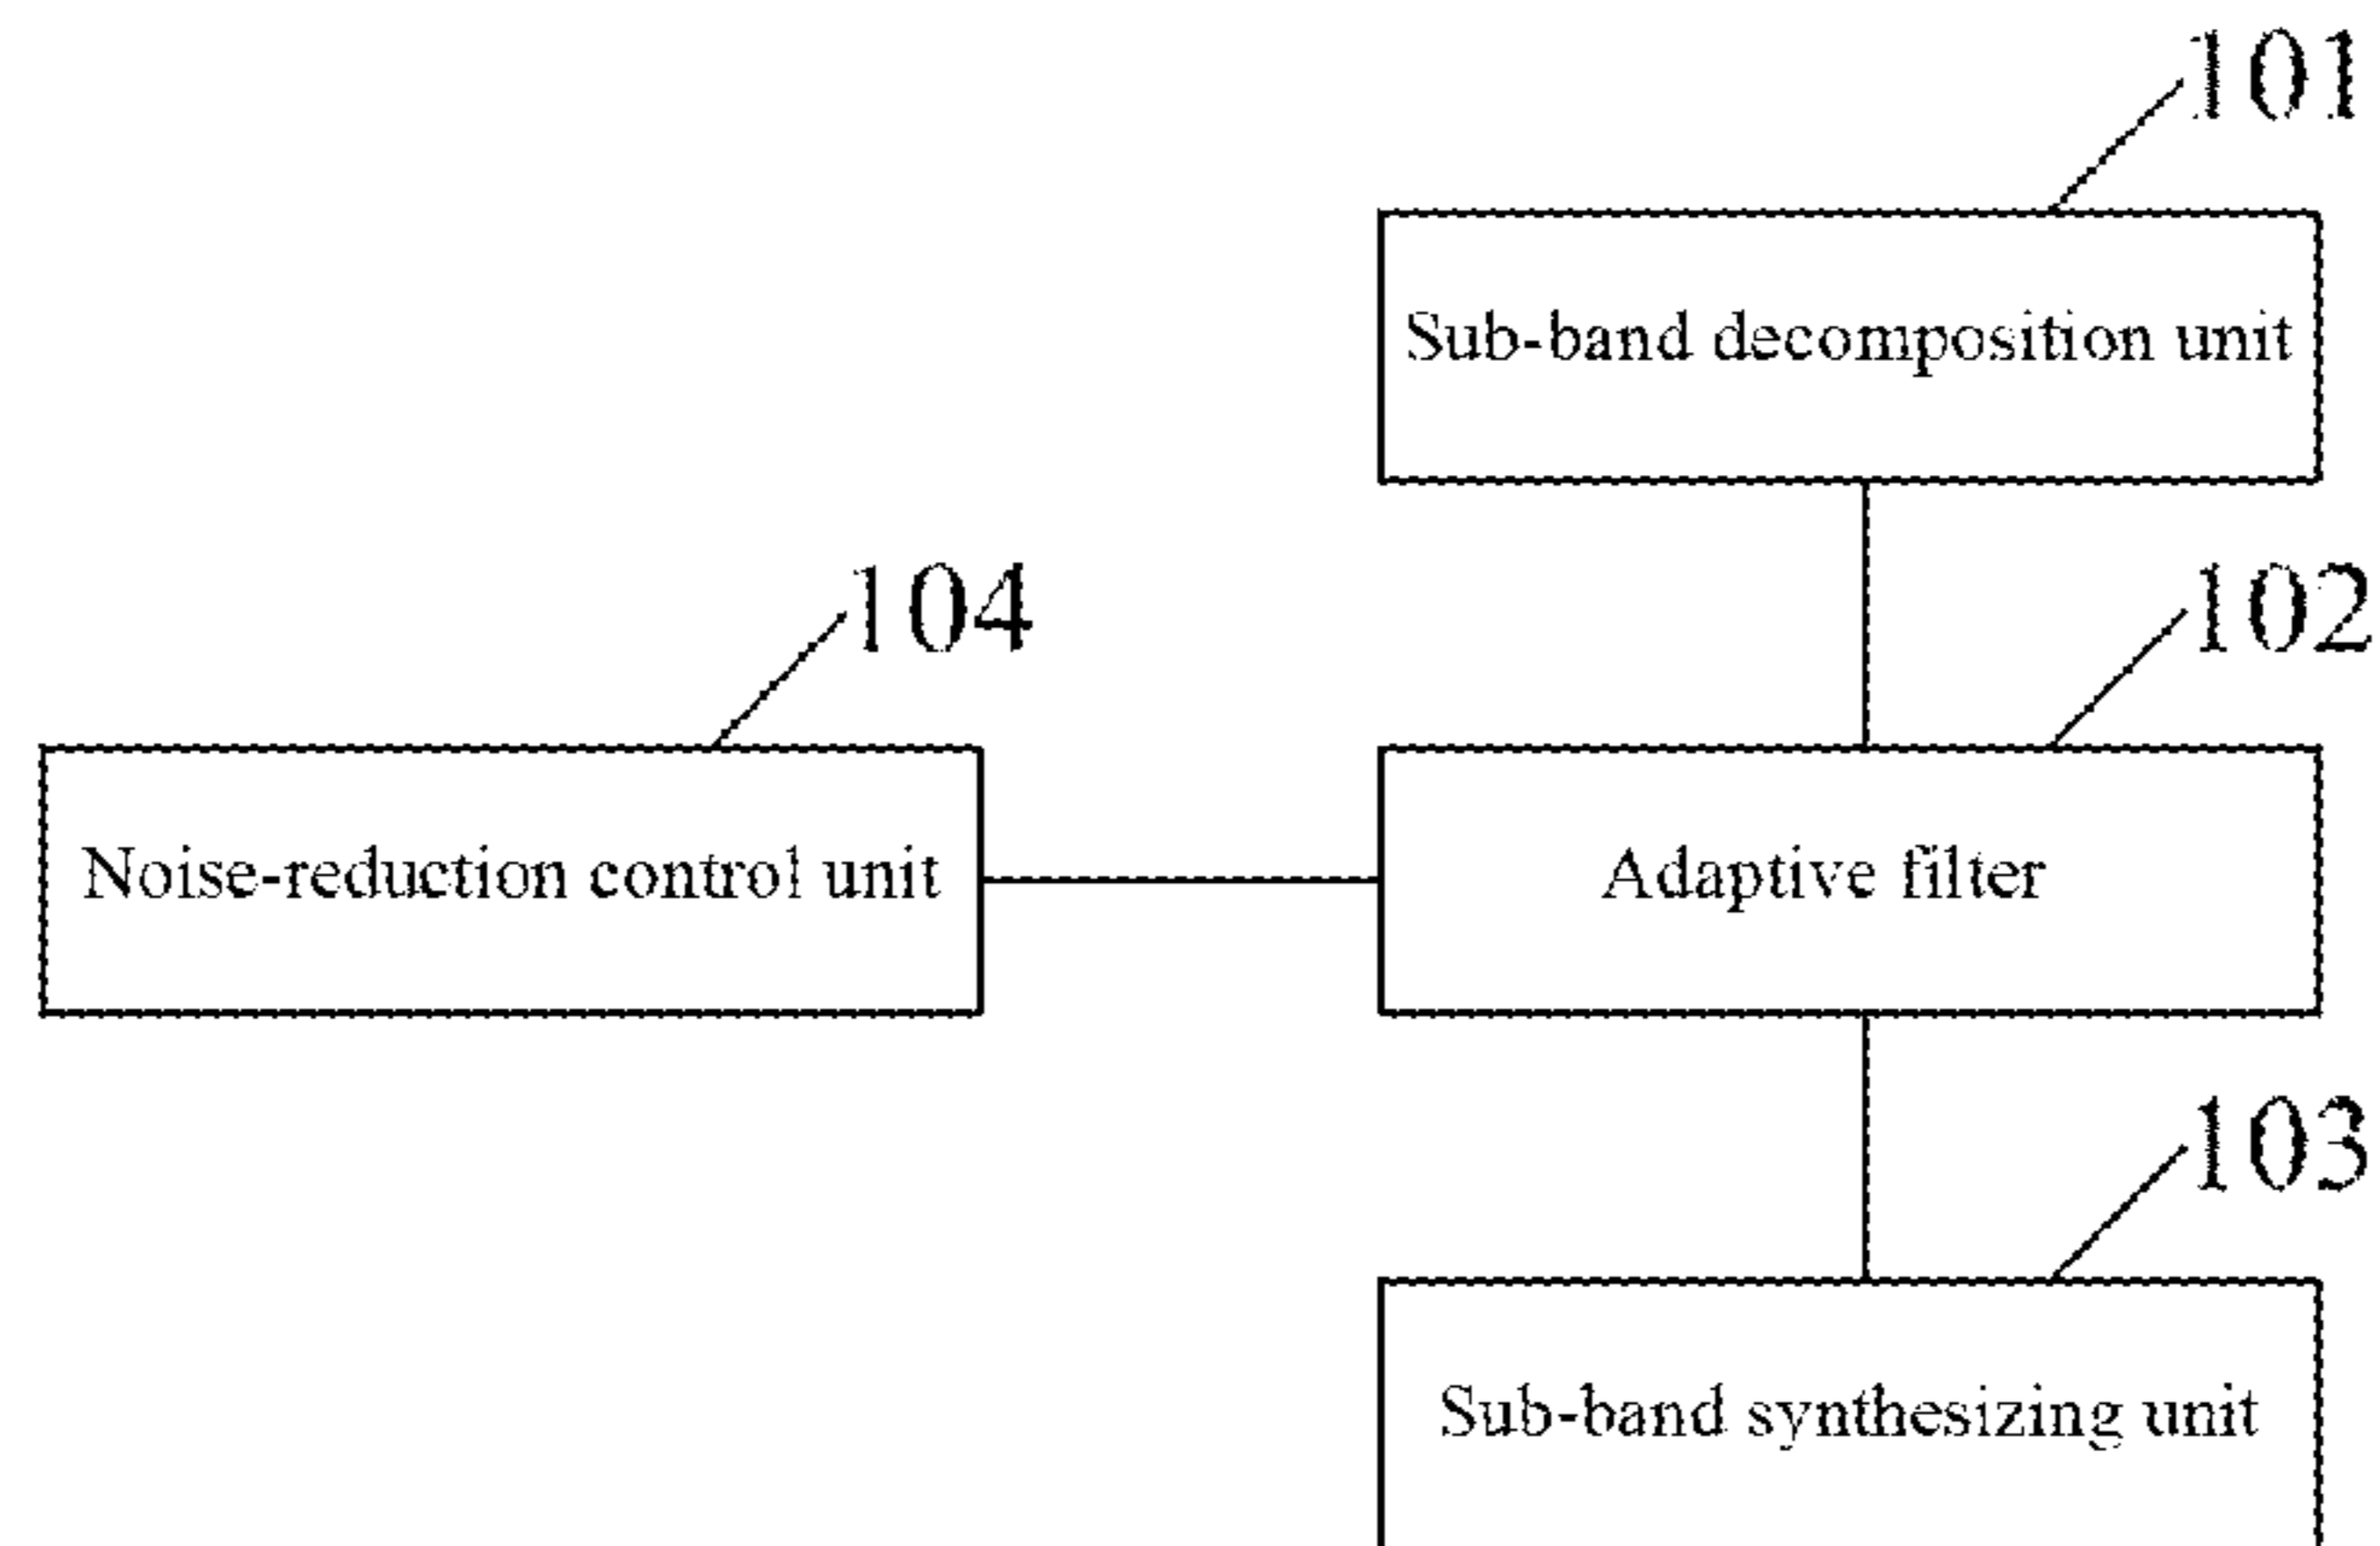 101
Sub-band decomposition unit
104
102
Noise-reduction control unit
Adaptive filter
103
Sub-band synthesizing unit